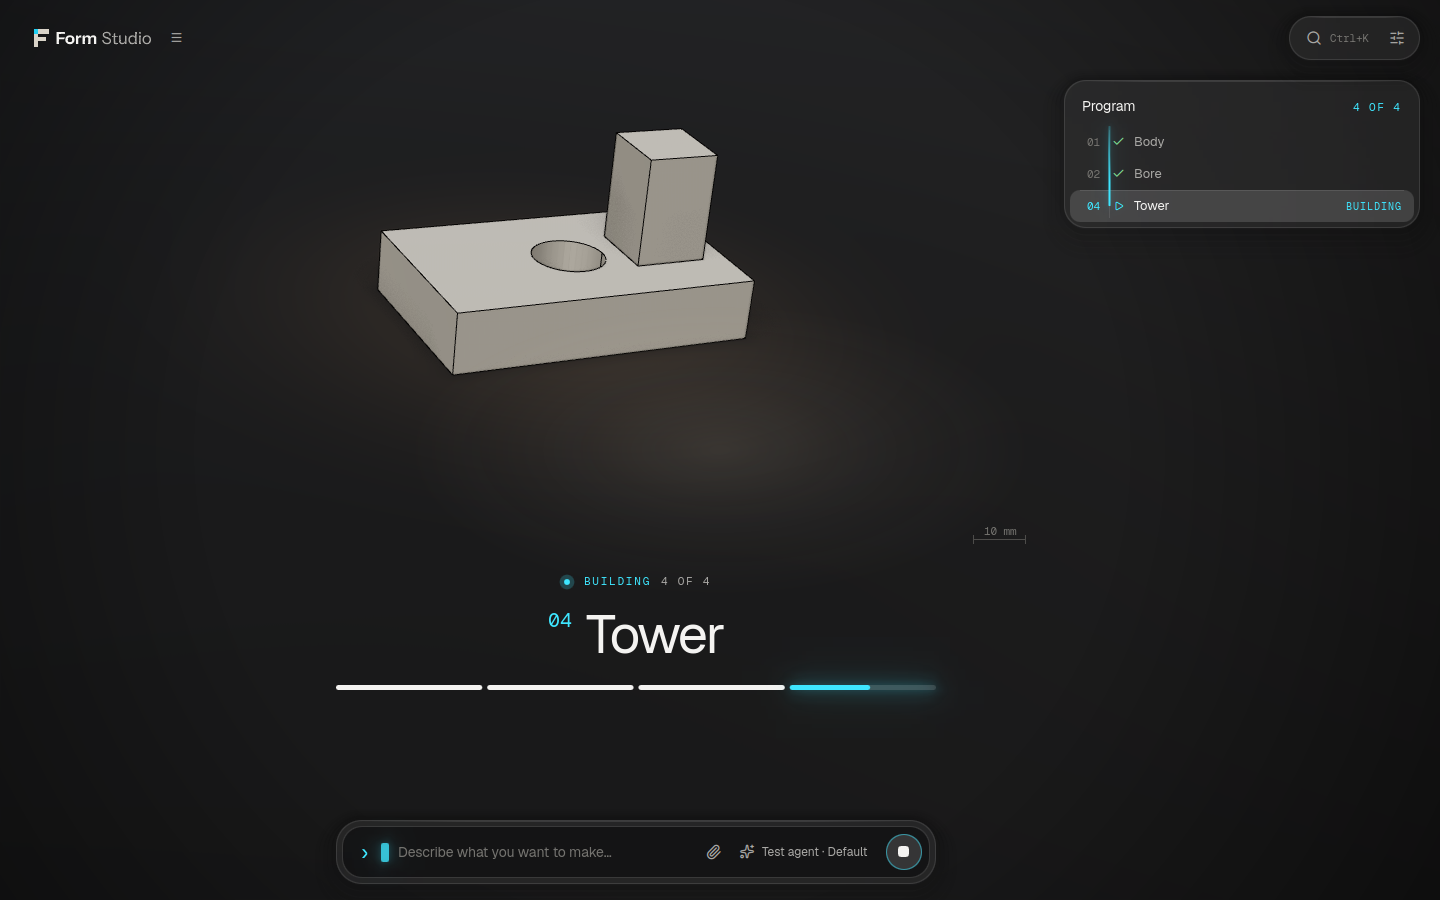 Form Studio
Ctrl+K
Program 4 OF 4
01 Body
02 Bore
04 Tower BUILDING
10 mm
BUILDING 4 OF 4
04 Tower
Describe what you want to make…
Test agent · Default